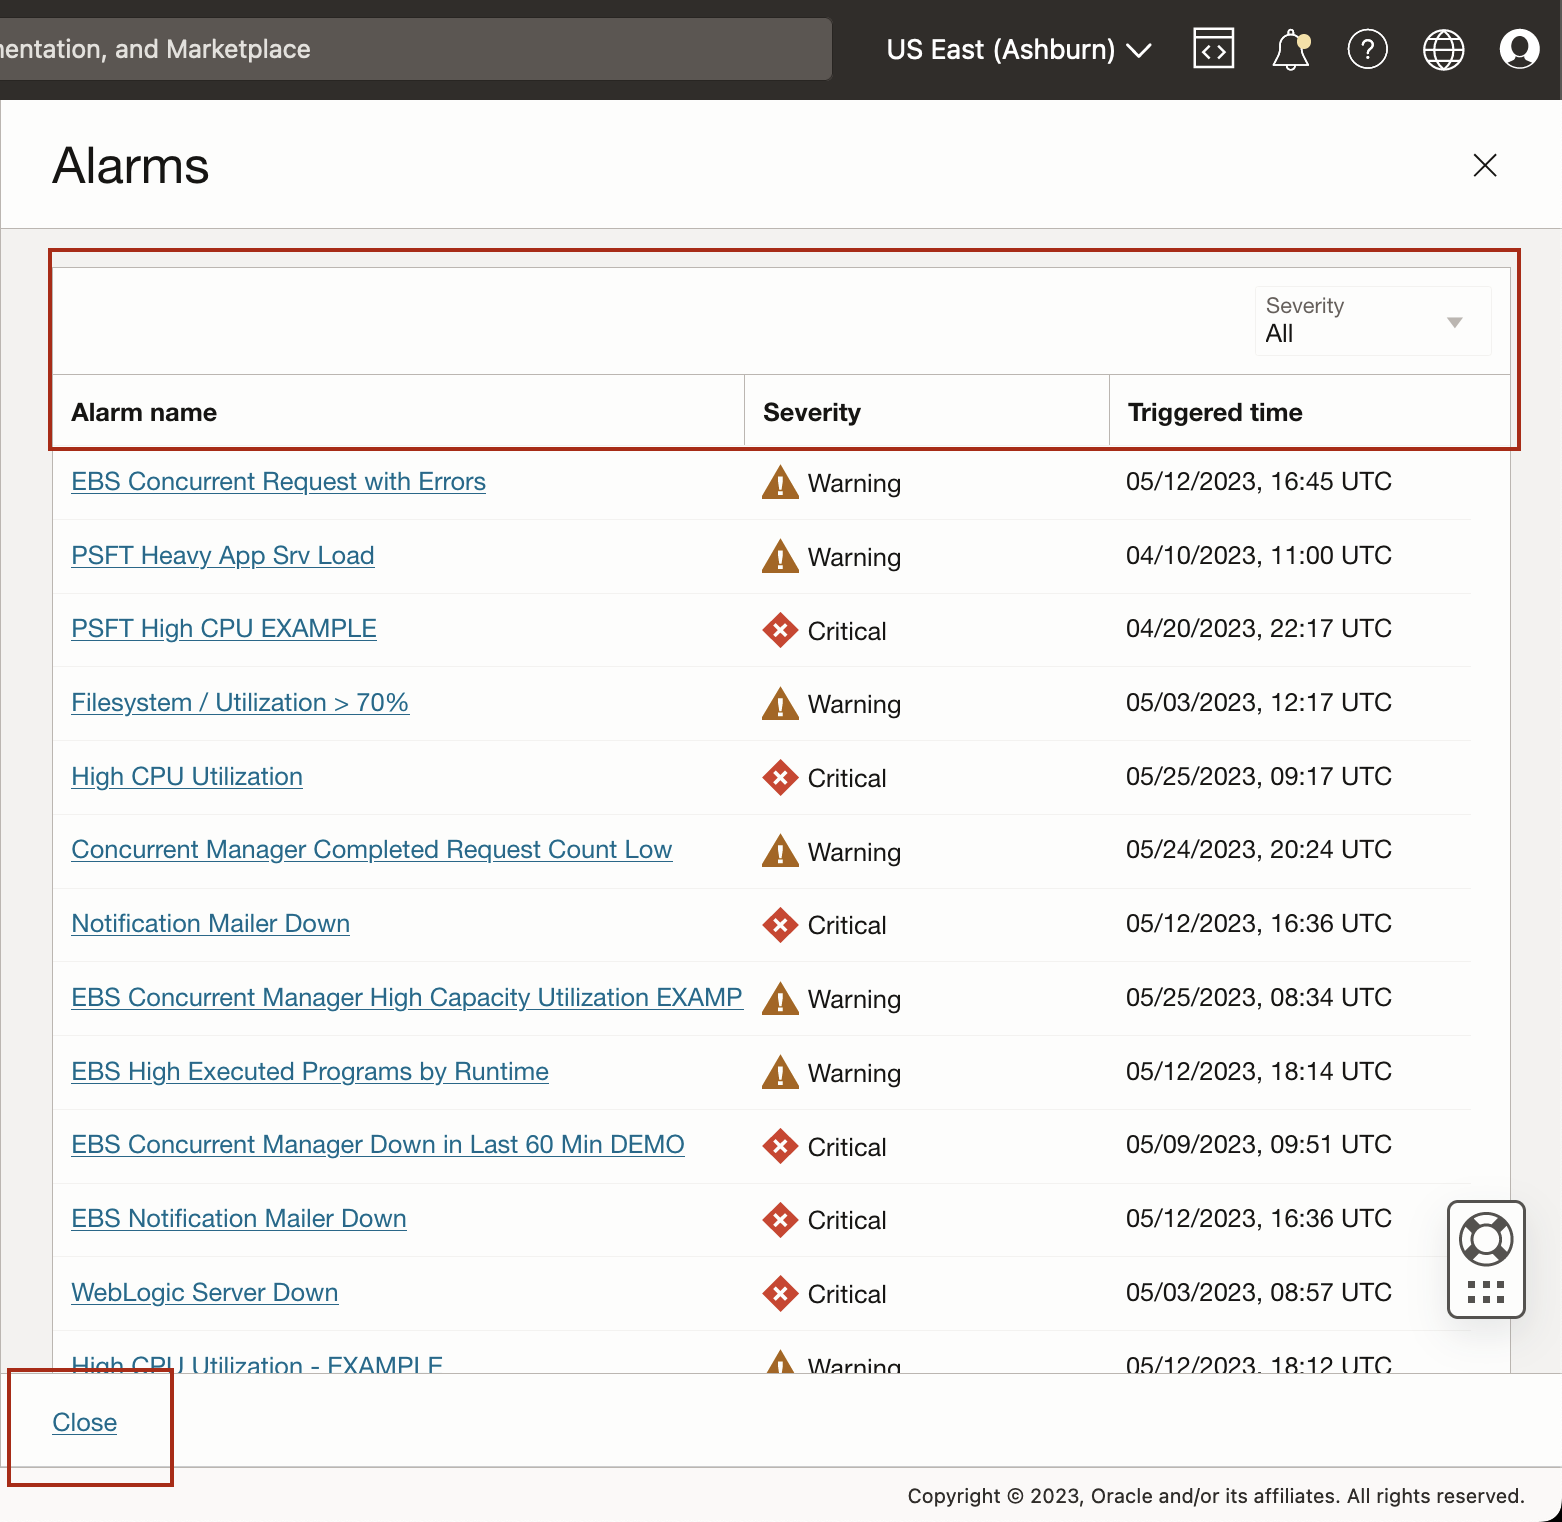 entation, and Marketplace
US East (Ashburn)
Alarms
Severity
All
Alarm name Severity Triggered time
EBS Concurrent Request with Errors Warning 05/12/2023, 16:45 UTC
PSFT Heavy App Srv Load Warning 04/10/2023, 11:00 UTC
PSFT High CPU EXAMPLE Critical 04/20/2023, 22:17 UTC
Filesystem / Utilization > 70% Warning 05/03/2023, 12:17 UTC
High CPU Utilization Critical 05/25/2023, 09:17 UTC
Concurrent Manager Completed Request Count Low Warning 05/24/2023, 20:24 UTC
Notification Mailer Down Critical 05/12/2023, 16:36 UTC
EBS Concurrent Manager High Capacity Utilization EXAMP Warning 05/25/2023, 08:34 UTC
EBS High Executed Programs by Runtime Warning 05/12/2023, 18:14 UTC
EBS Concurrent Manager Down in Last 60 Min DEMO Critical 05/09/2023, 09:51 UTC
EBS Notification Mailer Down Critical 05/12/2023, 16:36 UTC
WebLogic Server Down Critical 05/03/2023, 08:57 UTC
High CPU Utilization - EXAMPLE Warning 05/12/2023, 18:12 UTC
Close
Copyright © 2023, Oracle and/or its affiliates. All rights reserved.